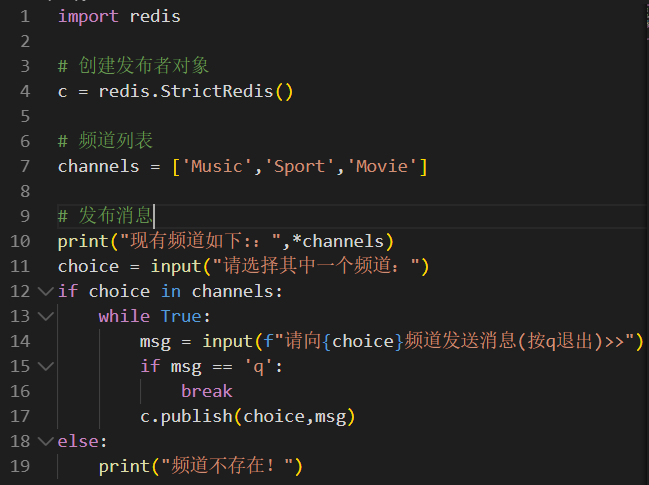 1 import redis
2
3 # 创建发布者对象
4 c = redis.StrictRedis()
5
6 # 频道列表
7 channels = ['Music','Sport','Movie']
8
9 # 发布消息
10 print("现有频道如下:：",*channels)
11 choice = input("请选择其中一个频道：")
12 if choice in channels:
13     while True:
14         msg = input(f"请向{choice}频道发送消息(按q退出)>>")
15         if msg == 'q':
16             break
17         c.publish(choice,msg)
18 else:
19     print("频道不存在！")